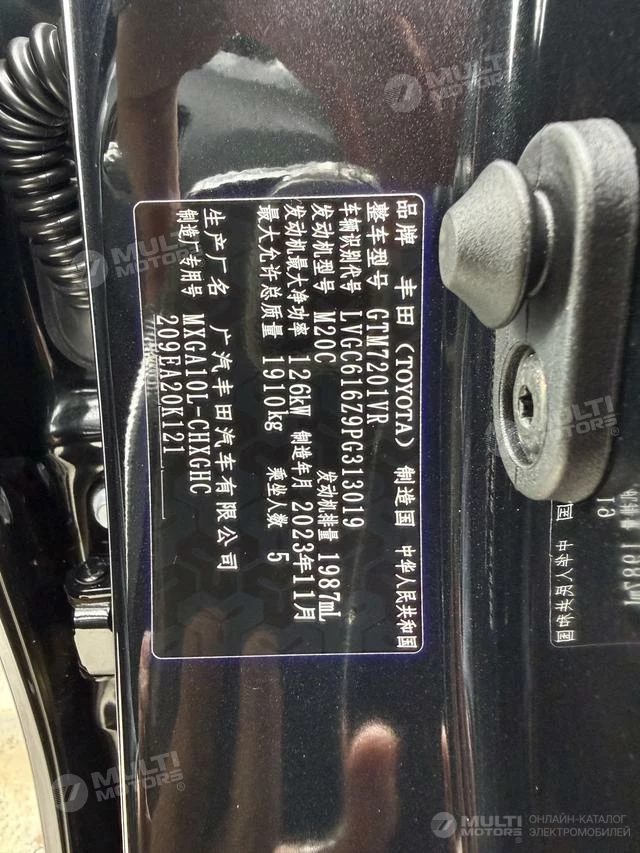 品牌 丰田（TOYOTA） 制造国 中华人民共和国
整车型号 GTM7201VR
车辆识别代号 LVGC616Z9PG313019
发动机型号 M20C 发动机排量 1987mL
发动机最大净功率 126kW 制造年月 2023年11月
最大允许总质量 1910kg 乘坐人数 5
生产厂名 广汽丰田汽车有限公司
制造厂专用号 MXGA10L-CHXGHC
209EA20K121
MULTI MOTORS
MULTI MOTORS
MULTI MOTORS
MULTI MOTORS
MULTI MOTORS
ОНЛАЙН-КАТАЛОГ
ЭЛЕКТРОМОБИЛЕЙ